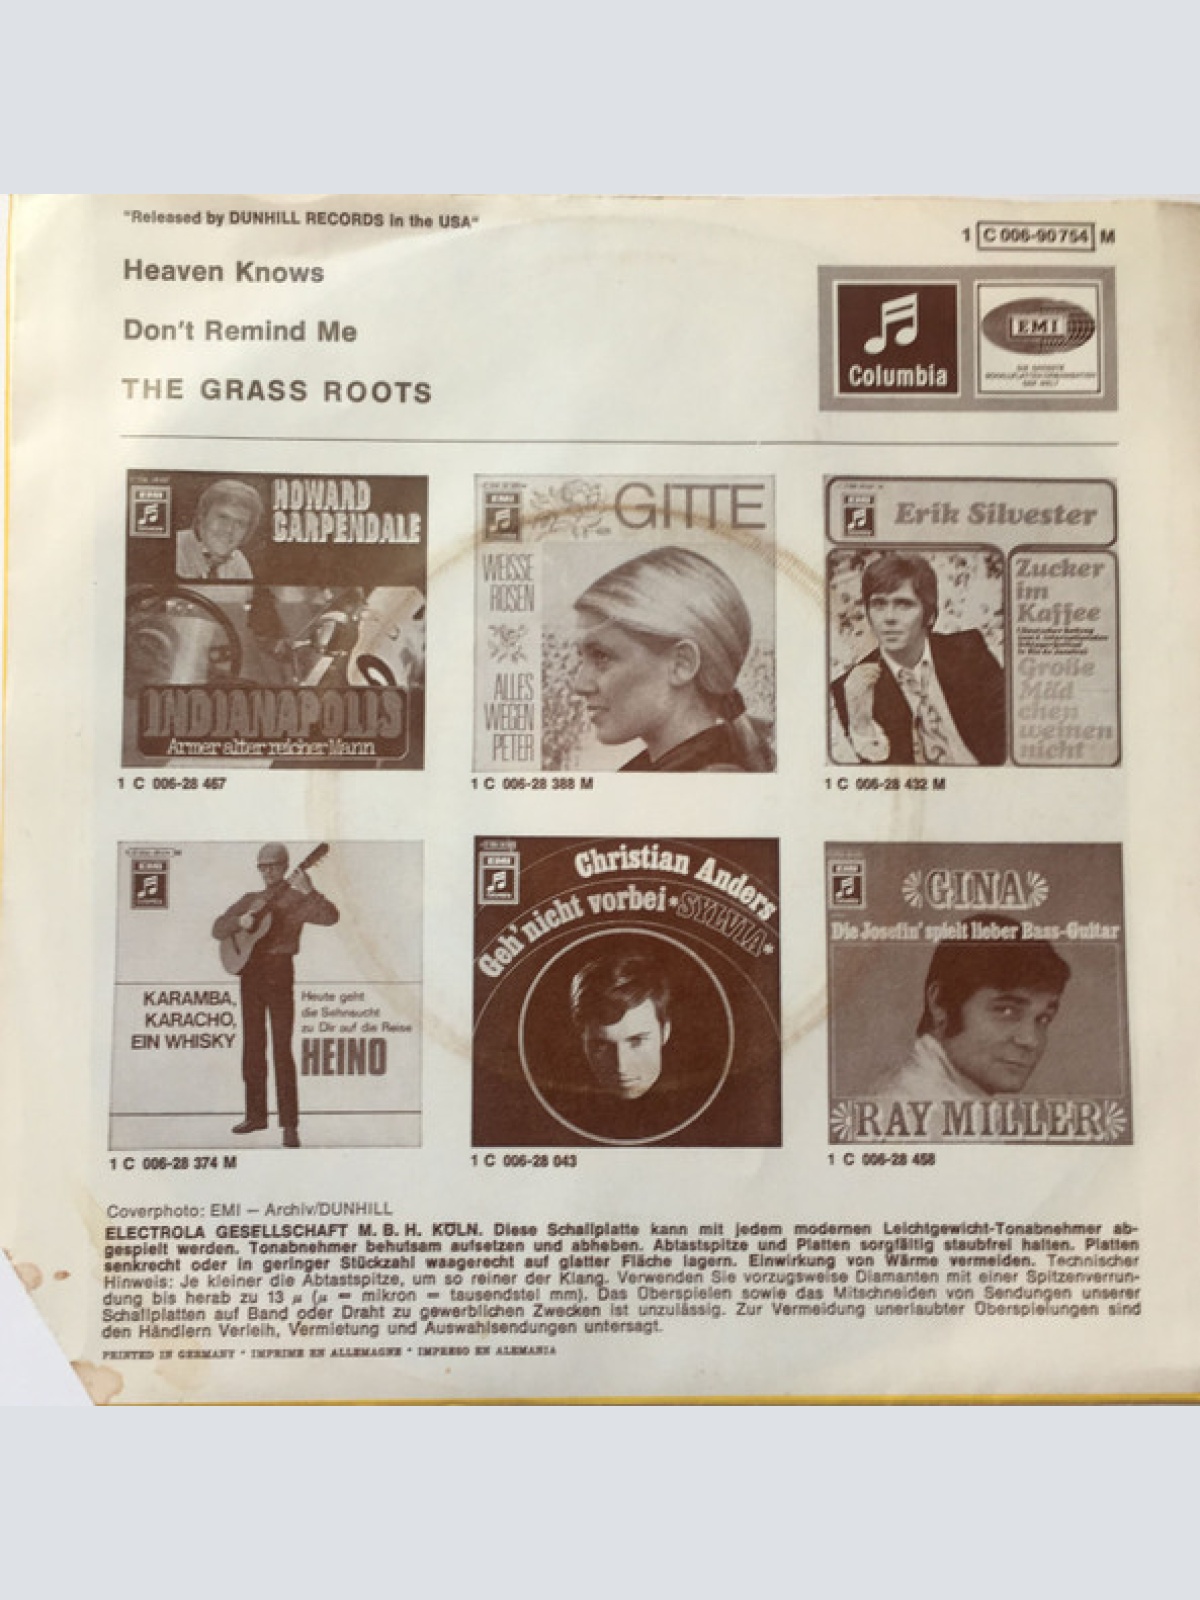 "Released by DUNHILL RECORDS in the USA"
1 C 006-90 754 M
Heaven Knows
Don't Remind Me
THE GRASS ROOTS
Columbia
EMI
HOWARD
CARPENDALE
INDIANAPOLIS
Armer alter reicher Mann
1 C 006-28 467
EMI
GITTE
WEISSE
ROSEN
ALLES
WEGEN
PETER
1 C 006-28 388 M
EMI
Erik Silvester
Zucker
im
Kaffee
Große
Mäd
chen
weinen
nicht
1 C 006-28 432 M
EMI
KARAMBA,
KARACHO,
EIN WHISKY
Heute geht
die Sehnsucht
zu Dir auf die Reise
HEINO
1 C 006-28 374 M
EMI
Christian Anders
Geh' nicht vorbei * SYLVIA *
1 C 006-28 043
EMI
GINA
Die Josefin' spielt lieber Bass-Guitar
RAY MILLER
1 C 006-28 458
Coverphoto: EMI – Archiv/DUNHILL
ELECTROLA GESELLSCHAFT M. B. H. KÖLN. Diese Schallplatte kann mit jedem modernen Leichtgewicht-Tonabnehmer ab-
gespielt werden. Tonabnehmer behutsam aufsetzen und abheben. Abtastspitze und Platten sorgfältig staubfrei halten. Platten
senkrecht oder in geringer Stückzahl waagerecht auf glatter Fläche lagern. Einwirkung von Wärme vermeiden. Technischer
Hinweis: Je kleiner die Abtastspitze, um so reiner der Klang. Verwenden Sie vorzugsweise Diamanten mit einer Spitzenverrun-
dung bis herab zu 13 μ (μ = mikron = tausendstel mm). Das Überspielen sowie das Mitschneiden von Sendungen unserer
Schallplatten auf Band oder Draht zu gewerblichen Zwecken ist unzulässig. Zur Vermeidung unerlaubter Überspielungen sind
den Händlern Verleih, Vermietung und Auswahlsendungen untersagt.
PRINTED IN GERMANY * IMPRIME EN ALLEMAGNE * IMPRESO EN ALEMANIA